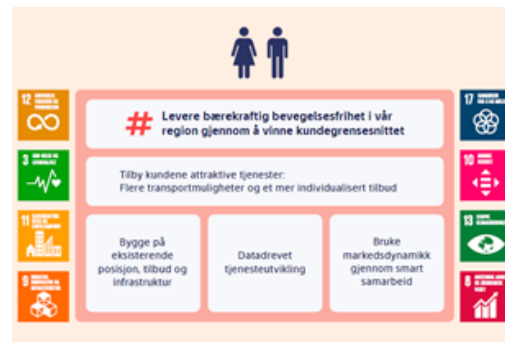 12
3
11
9
# Levere bærekraftig bevegelsesfrihet i vår
region gjennom å vinne kundegrensesnittet
Tilby kundene attraktive tjenester:
Flere transportmuligheter og et mer individualisert tilbud
Bygge på
eksisterende
posisjon, tilbud og
infrastruktur
Datadrevet
tjenesteutvikling
Bruke
markedsdynamikk
gjennom smart
samarbeid
17
10
13
8